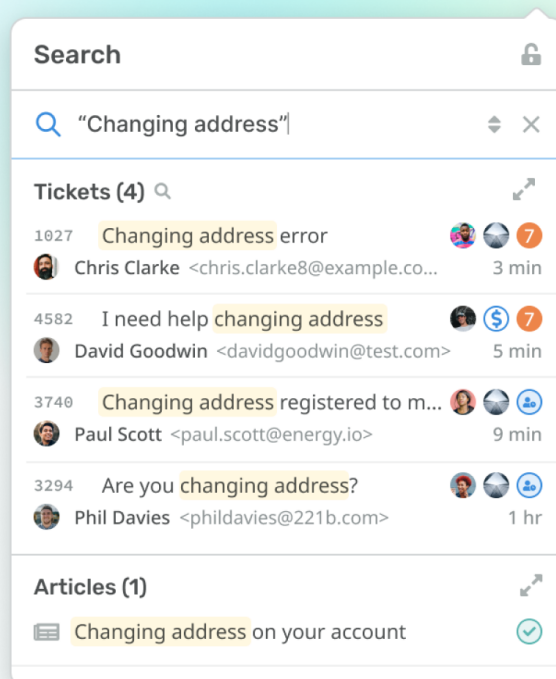 Search
“Changing address”
Tickets (4)
1027 Changing address error 7
Chris Clarke <chris.clarke8@example.co... 3 min
4582 I need help changing address $ 7
David Goodwin <davidgoodwin@test.com> 5 min
3740 Changing address registered to m...
Paul Scott <paul.scott@energy.io> 9 min
3294 Are you changing address?
Phil Davies <phildavies@221b.com> 1 hr
Articles (1)
Changing address on your account